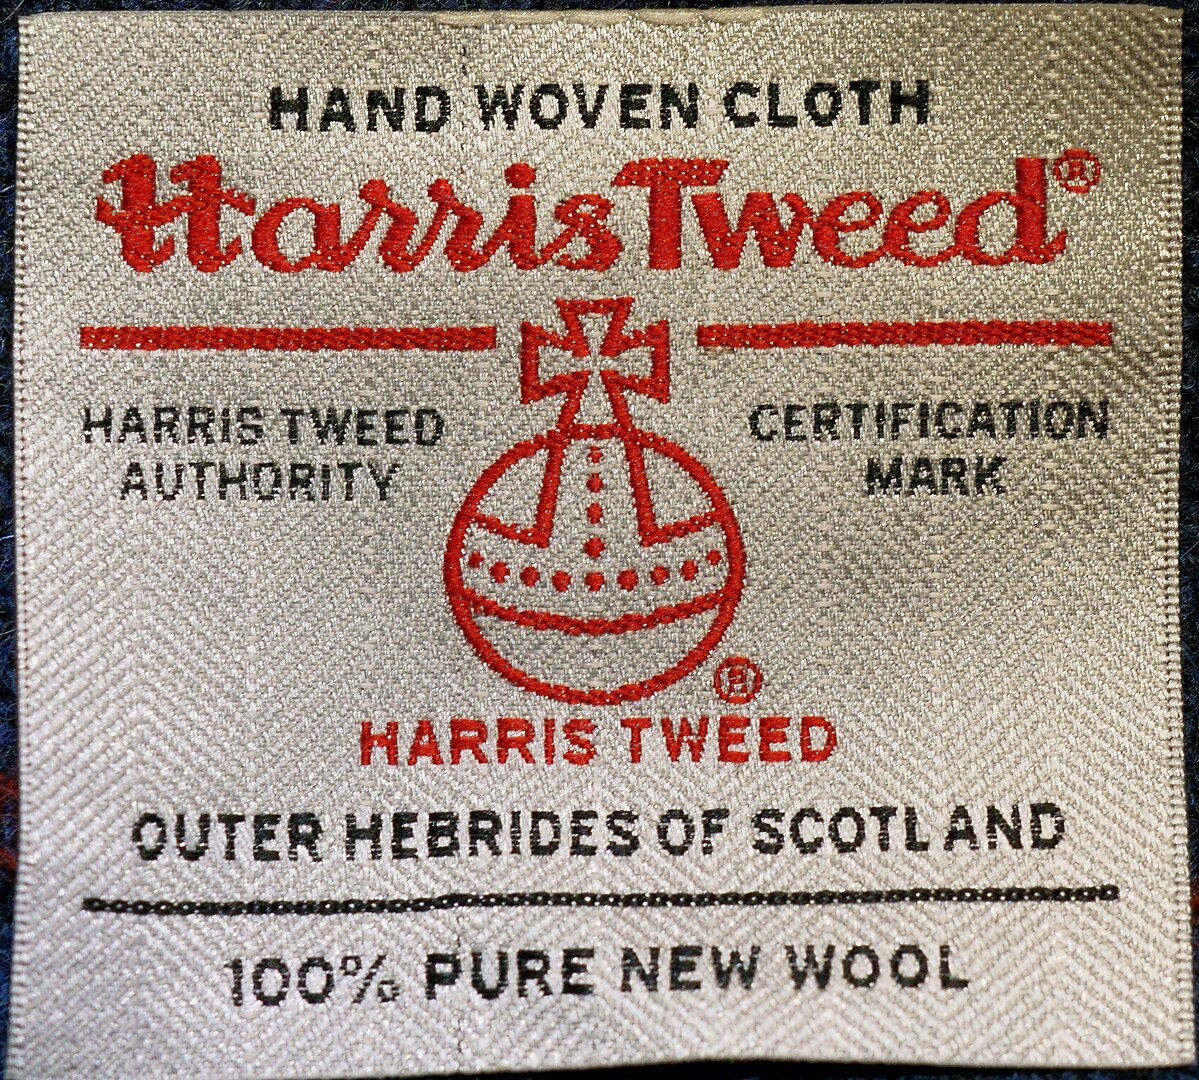 HAND WOVEN CLOTH
Harris Tweed®
HARRIS TWEED
AUTHORITY
CERTIFICATION
MARK
®
HARRIS TWEED
OUTER HEBRIDES OF SCOTLAND
100% PURE NEW WOOL